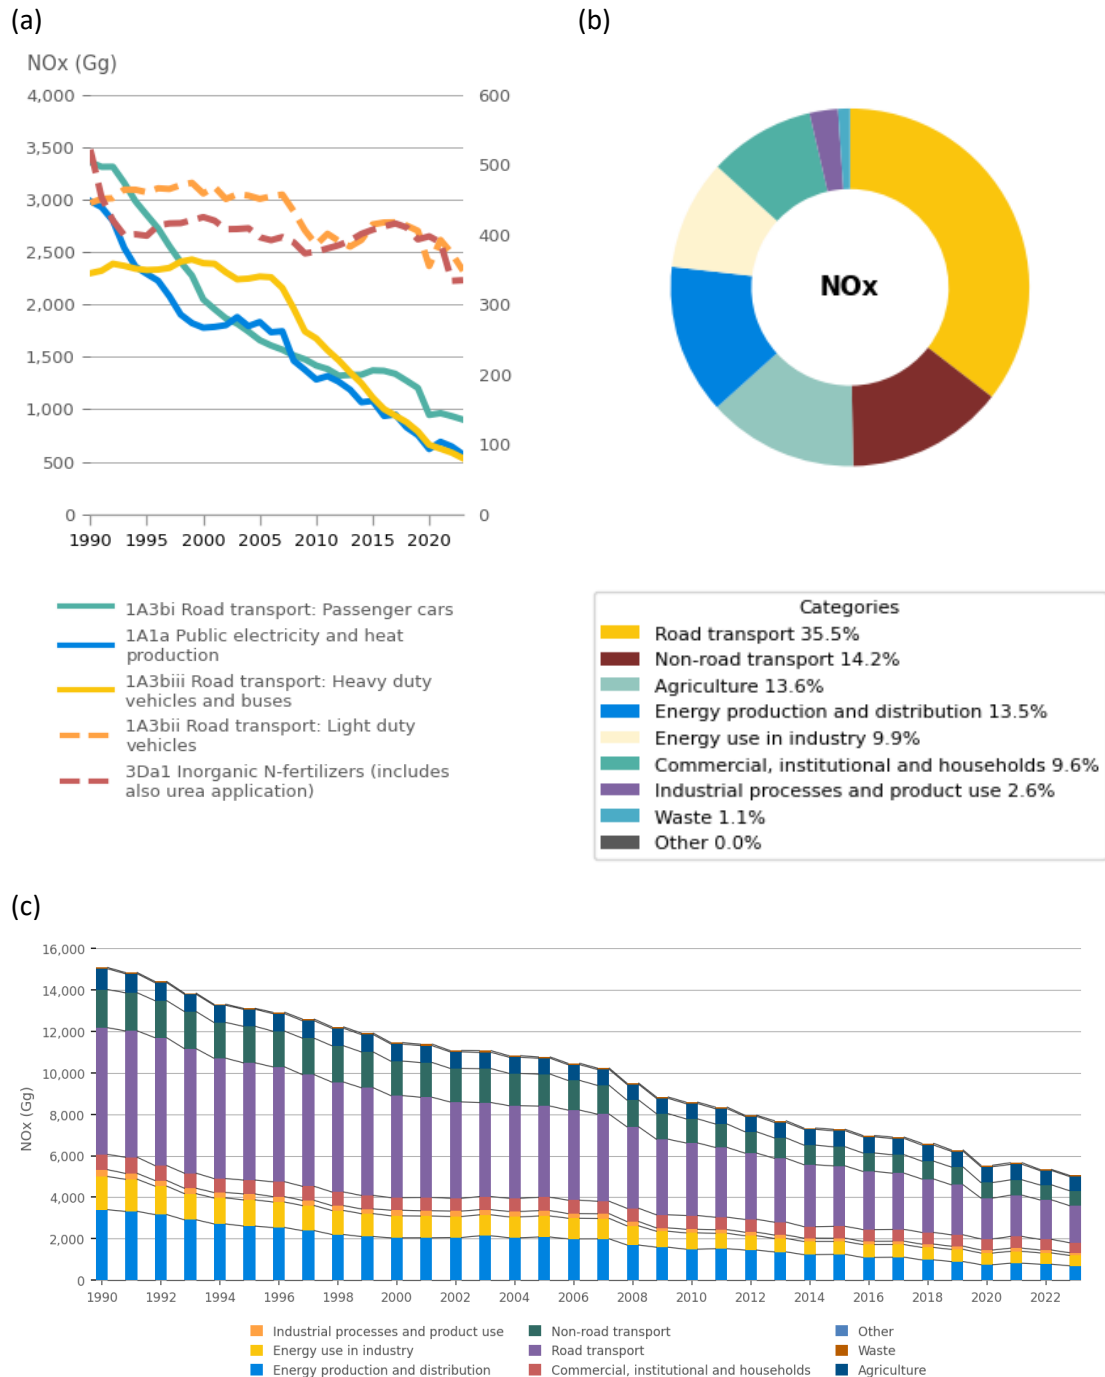 (a)
(b)
NOx (Gg)
4,000
600
3,500
500
3,000
400
2,500
300
2,000
1,500
200
1,000
100
500
0
0
1990 1995 2000 2005 2010 2015 2020
NOx
1A3bi Road transport: Passenger cars
1A1a Public electricity and heat
production
1A3biii Road transport: Heavy duty
vehicles and buses
1A3bii Road transport: Light duty
vehicles
3Da1 Inorganic N-fertilizers (includes
also urea application)
Categories
Road transport 35.5%
Non-road transport 14.2%
Agriculture 13.6%
Energy production and distribution 13.5%
Energy use in industry 9.9%
Commercial, institutional and households 9.6%
Industrial processes and product use 2.6%
Waste 1.1%
Other 0.0%
(c)
NOx (Gg)
16,000
14,000
12,000
10,000
8,000
6,000
4,000
2,000
0
1990 1992 1994 1996 1998 2000 2002 2004 2006 2008 2010 2012 2014 2016 2018 2020 2022
Industrial processes and product use
Energy use in industry
Energy production and distribution
Non-road transport
Road transport
Commercial, institutional and households
Other
Waste
Agriculture